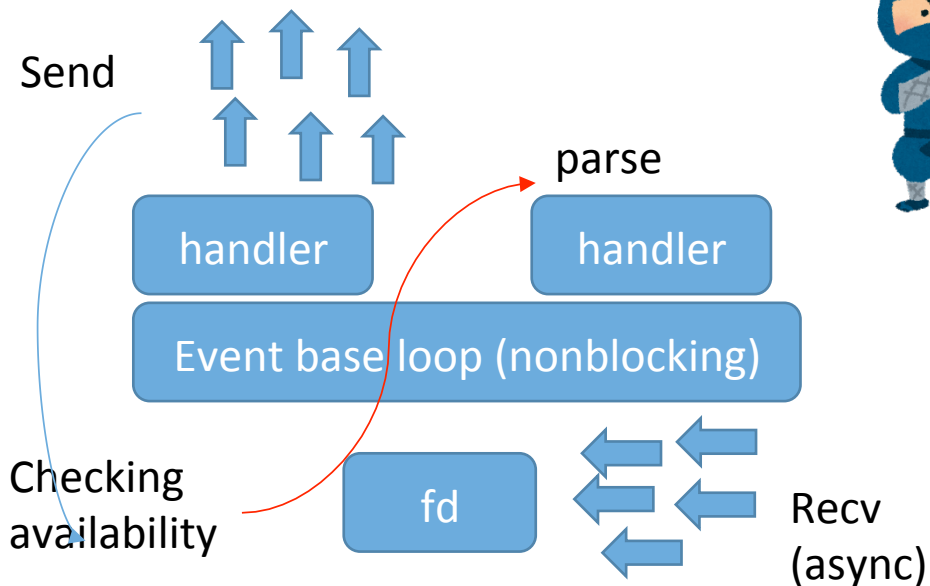 Send
parse
handler
handler
Event base loop (nonblocking)
Checking
availability
fd
Recv
(async)